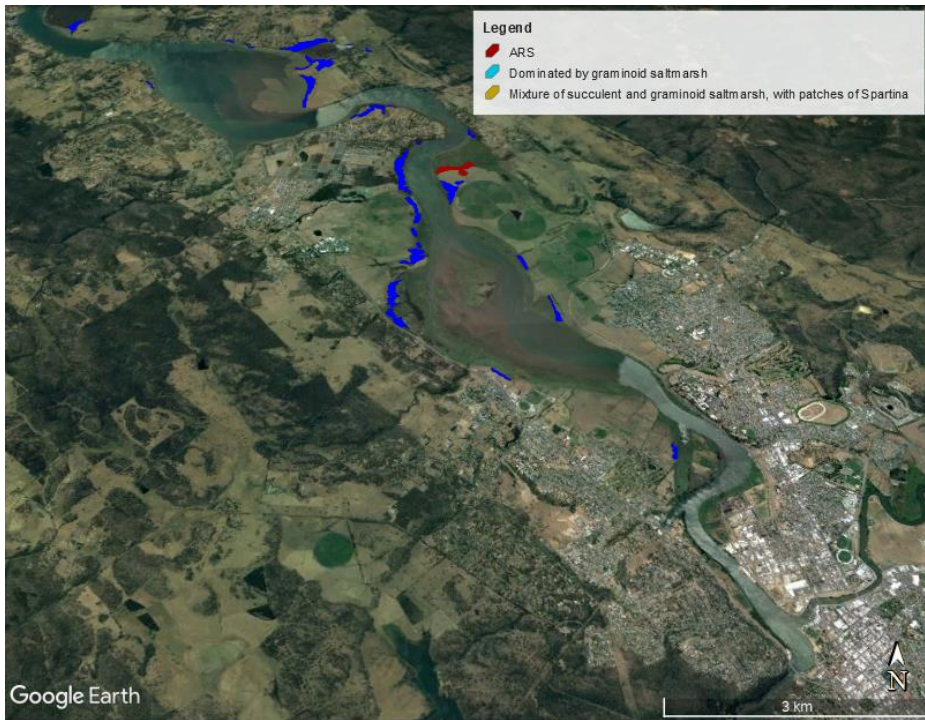 Legend
ARS
Dominated by graminoid saltmarsh
Mixture of succulent and graminoid saltmarsh, with patches of Spartina
Google Earth
N
3 km